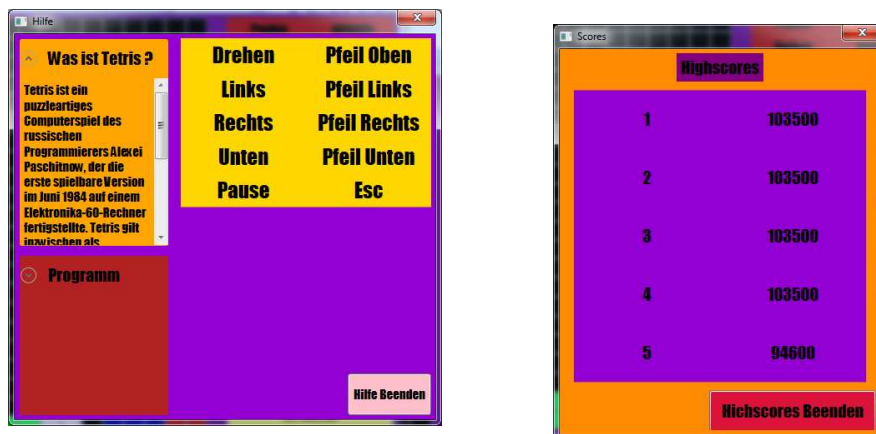 Hilfe
Was ist Tetris ?
Tetris ist ein
puzzleartiges
Computerspiel des
russischen
Programmierers Alexei
Paschitnow, der die
erste spielbare Version
im Juni 1984 auf einem
Elektronika-60-Rechner
fertigstellte. Tetris gilt
inzwischen als
Programm
Drehen Pfeil Oben
Links Pfeil Links
Rechts Pfeil Rechts
Unten Pfeil Unten
Pause Esc
Hilfe Beenden
Scores
Highscores
1 103500
2 103500
3 103500
4 103500
5 94600
Hichscores Beenden